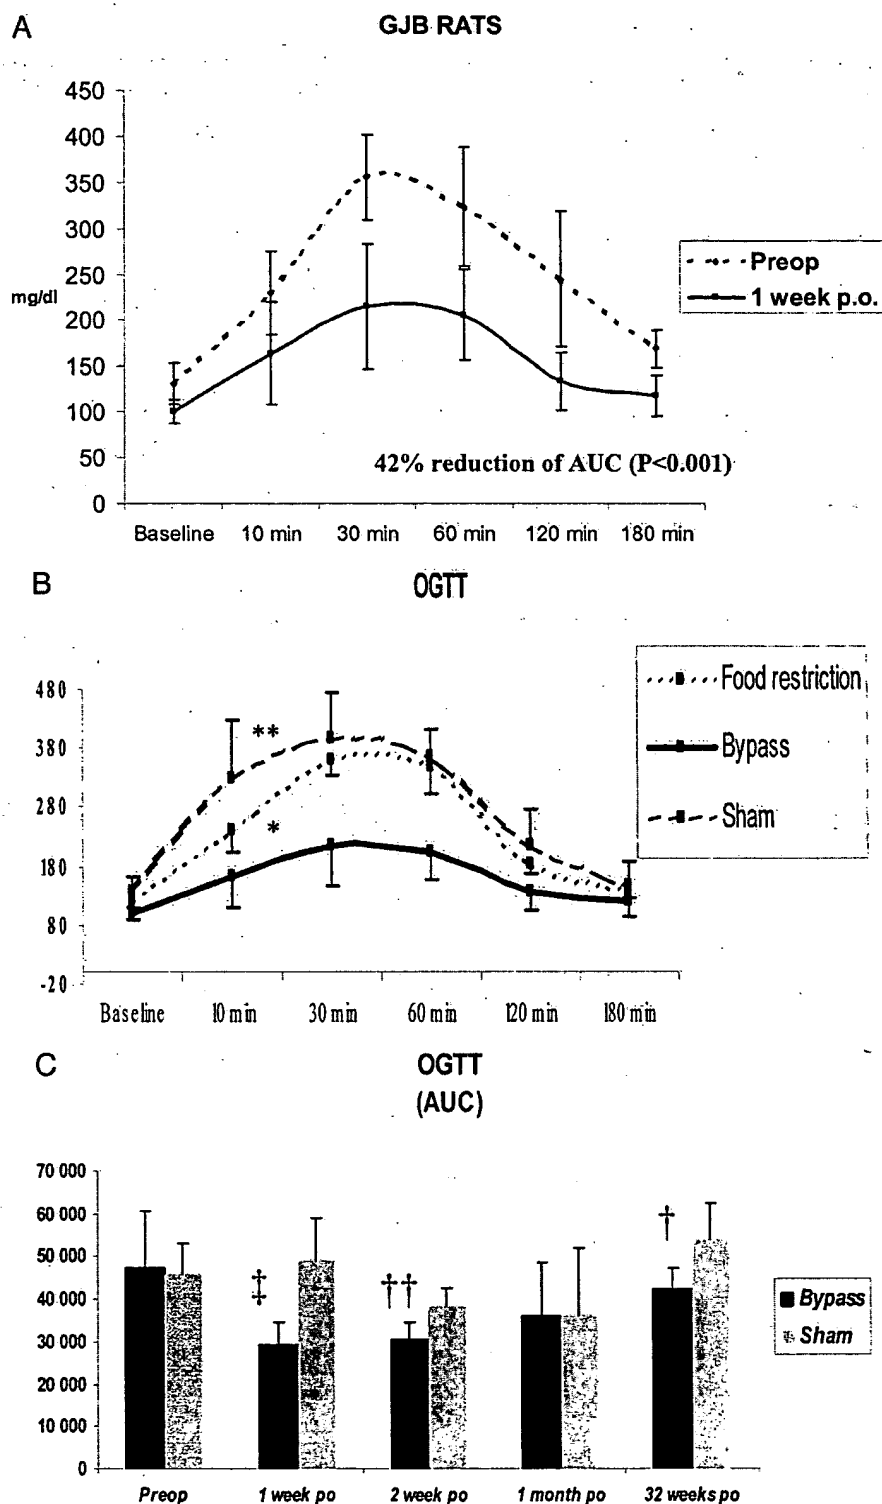 A
GJB RATS
450
400
350
300
250
200
150
100
50
0
mg/dl
Preop
1 week p.o.
42% reduction of AUC (P<0.001)
Baseline 10 min 30 min 60 min 120 min 180 min
B
OGTT
480
380
280
180
80
-20
**
*
Food restriction
Bypass
Sham
Baseline 10 min 30 min 60 min 120 min 180 min
C
OGTT
(AUC)
70 000
60 000
50 000
40 000
30 000
20 000
10 000
0
‡
††
†
Bypass
Sham
Preop 1 week po 2 week po 1 month po 32 weeks po